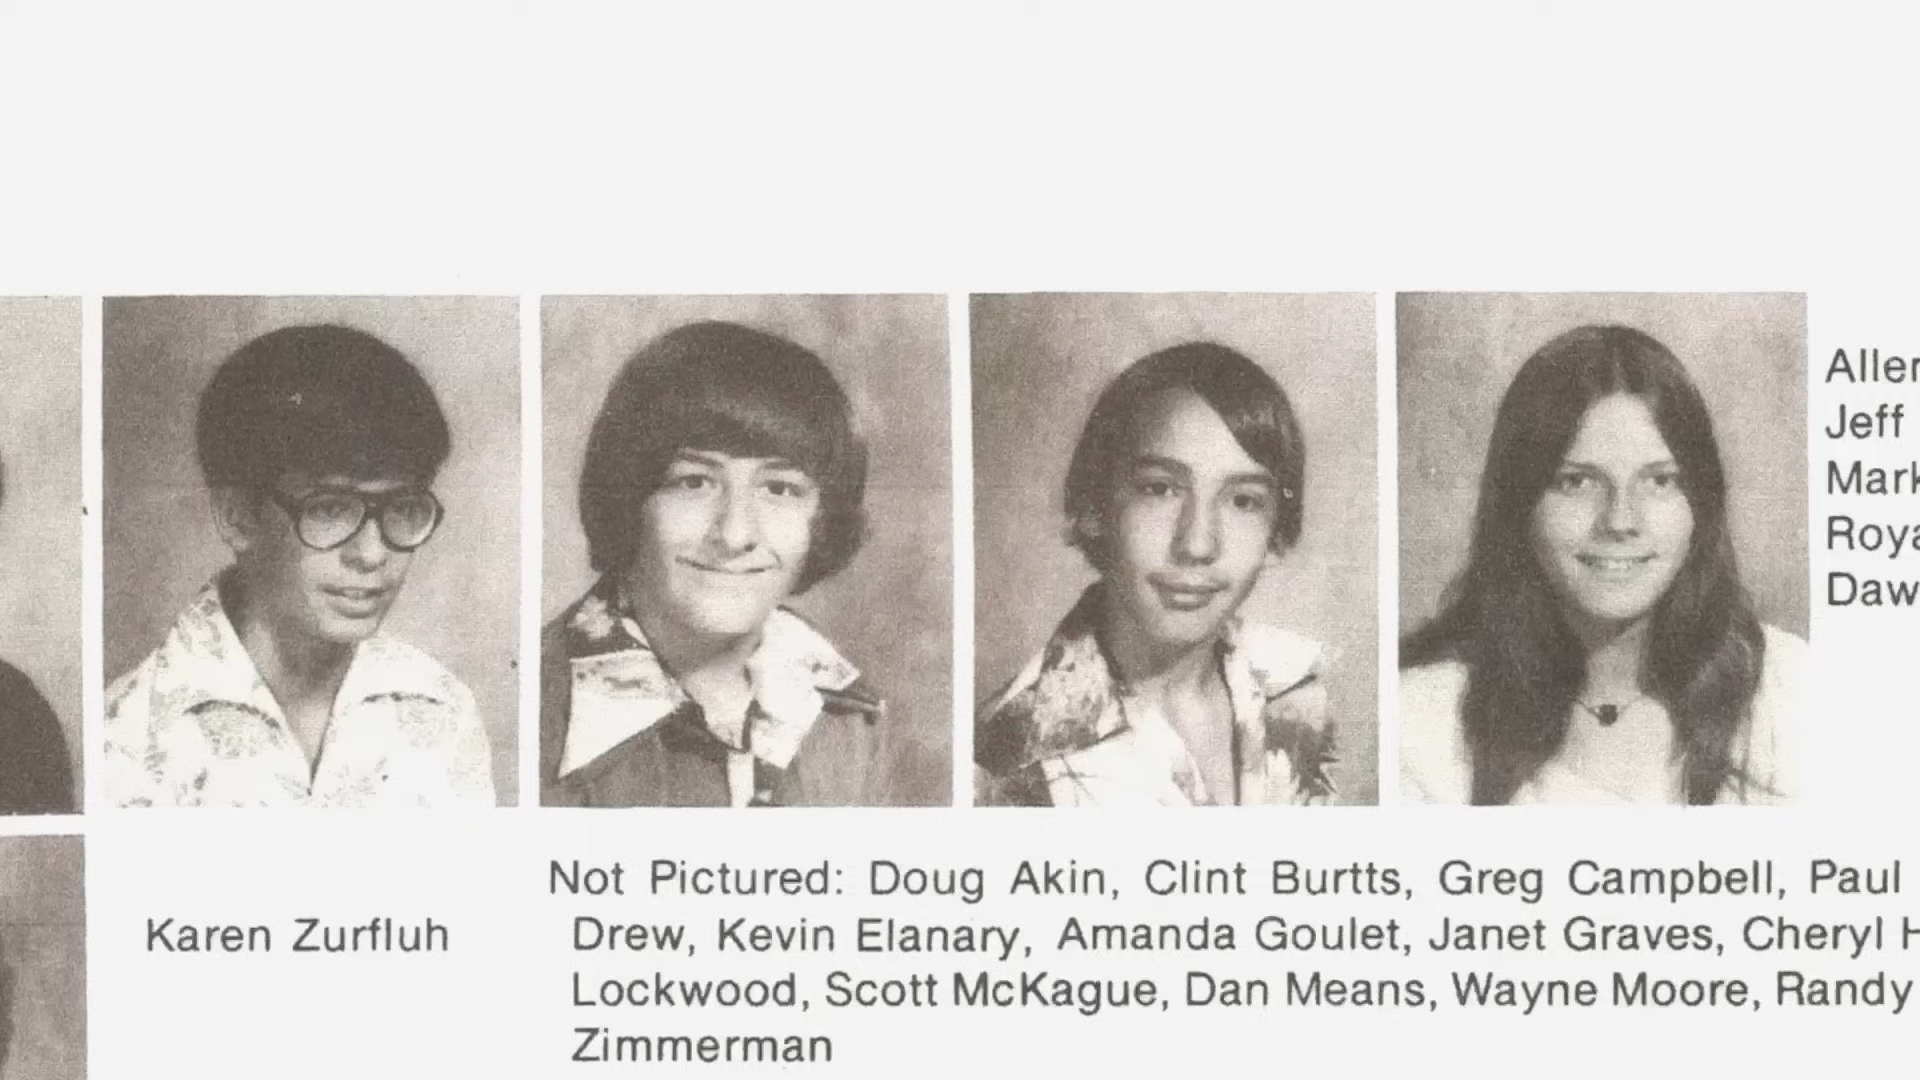 Aller
Jeff
Mark
Roya
Daw
Karen Zurfluh
Not Pictured: Doug Akin, Clint Burtts, Greg Campbell, Paul
Drew, Kevin Elanary, Amanda Goulet, Janet Graves, Cheryl H
Lockwood, Scott McKague, Dan Means, Wayne Moore, Randy
Zimmerman